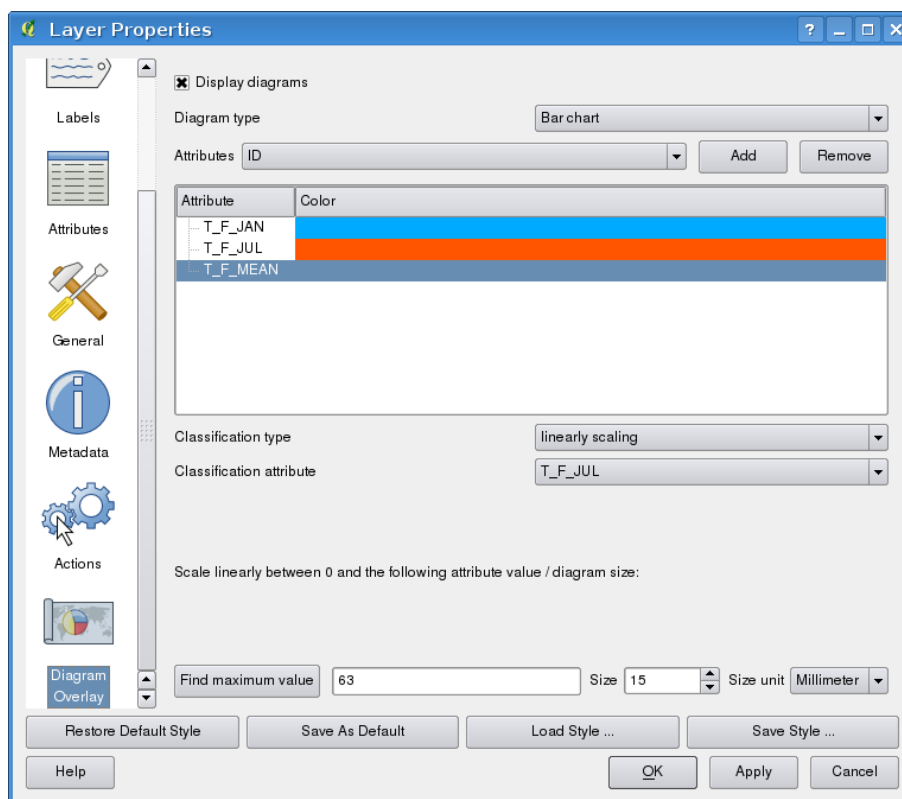 Layer Properties
?
Labels
Attributes
General
Metadata
Actions
Diagram
Overlay
Display diagrams
Diagram type
Bar chart
Attributes
ID
Add
Remove
Attribute
Color
T_F_JAN
T_F_JUL
T_F_MEAN
Classification type
linearly scaling
Classification attribute
T_F_JUL
Scale linearly between 0 and the following attribute value / diagram size:
Find maximum value
63
Size
15
Size unit
Millimeter
Restore Default Style
Save As Default
Load Style ...
Save Style ...
Help
OK
Apply
Cancel